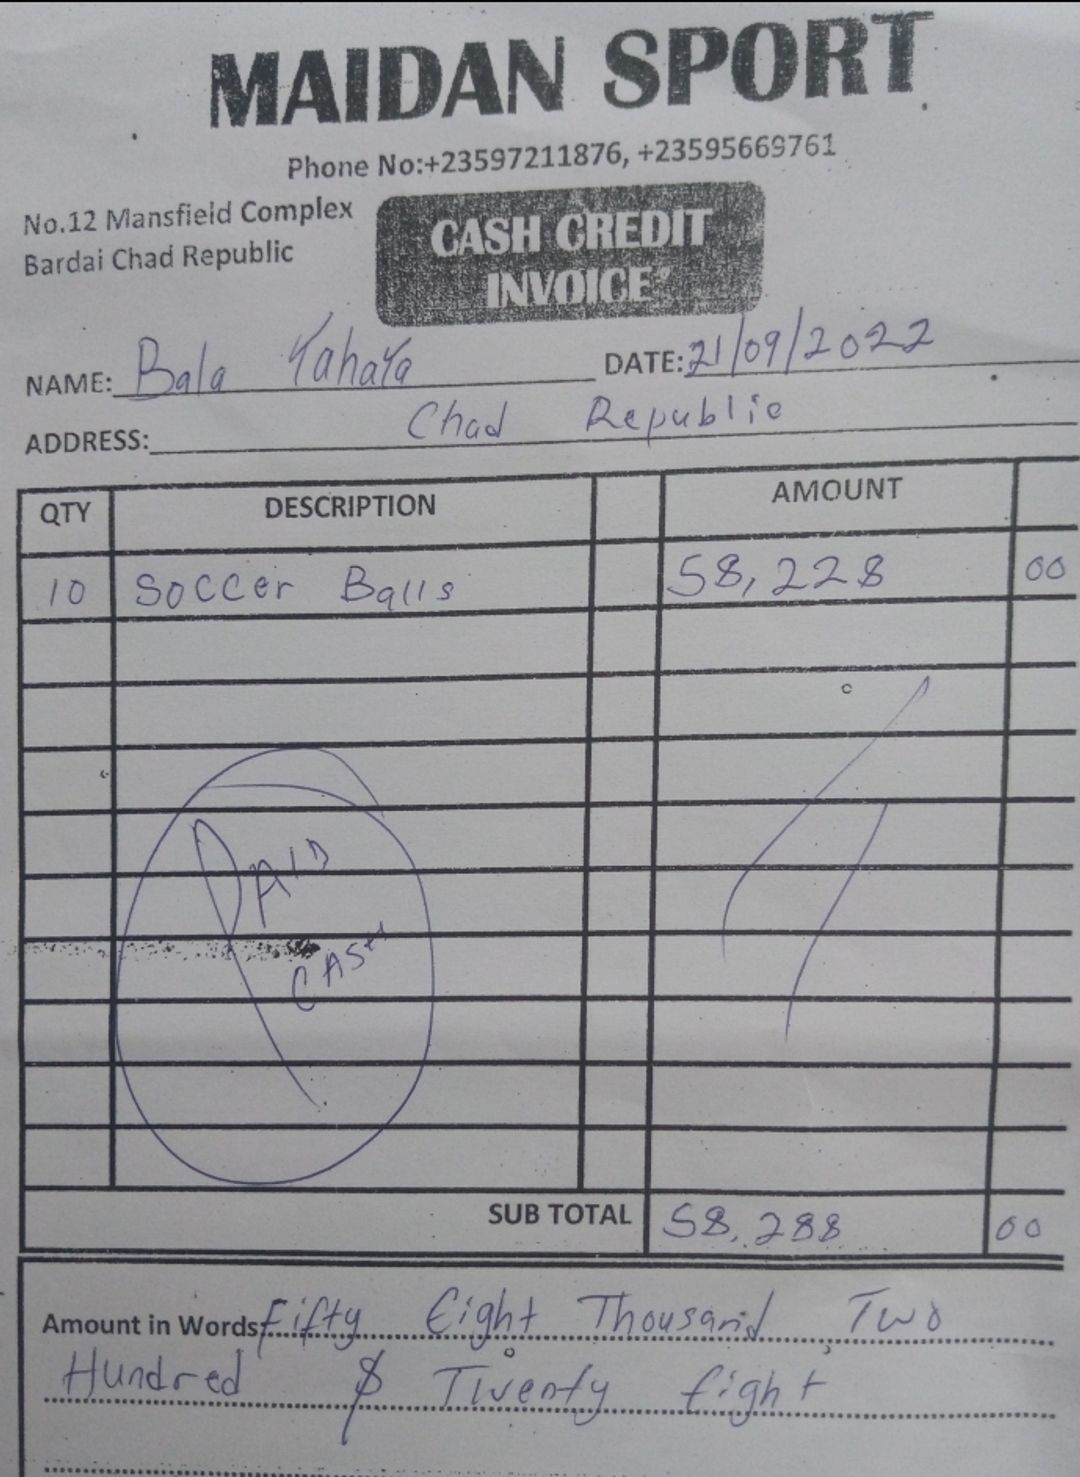 MAIDAN SPORT
Phone No:+23597211876, +23595669761
No.12 Mansfield Complex
Bardai Chad Republic
CASH CREDIT
INVOICE
NAME: Bala Yahaya DATE: 21/09/2022
ADDRESS: Chad Republic
QTY DESCRIPTION AMOUNT
10 Soccer Balls 58,228 00
PAID
CASH
SUB TOTAL 58,288 00
Amount in Words: Fifty Eight Thousand Two
Hundred $ Twenty Eight